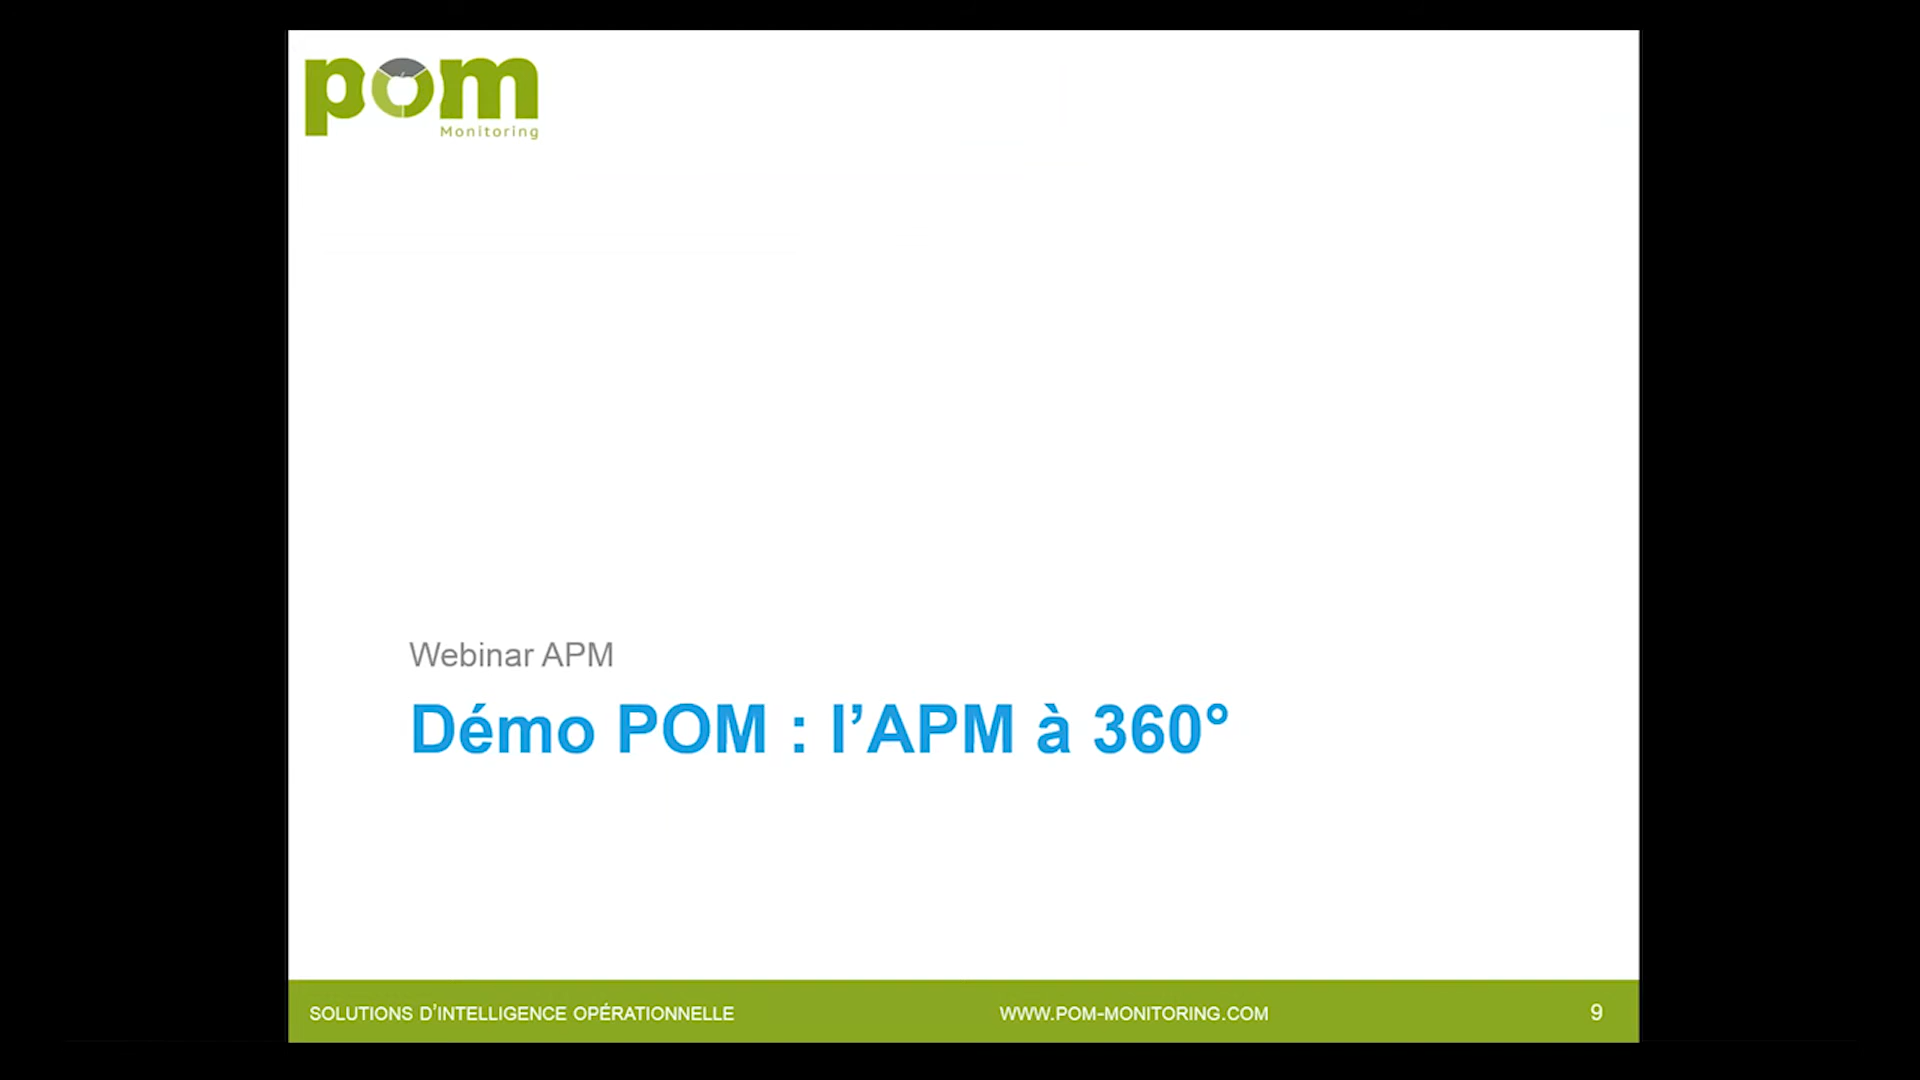 pom
Monitoring
Webinar APM
Démo POM : l’APM à 360°
SOLUTIONS D’INTELLIGENCE OPÉRATIONNELLE
WWW.POM-MONITORING.COM
9